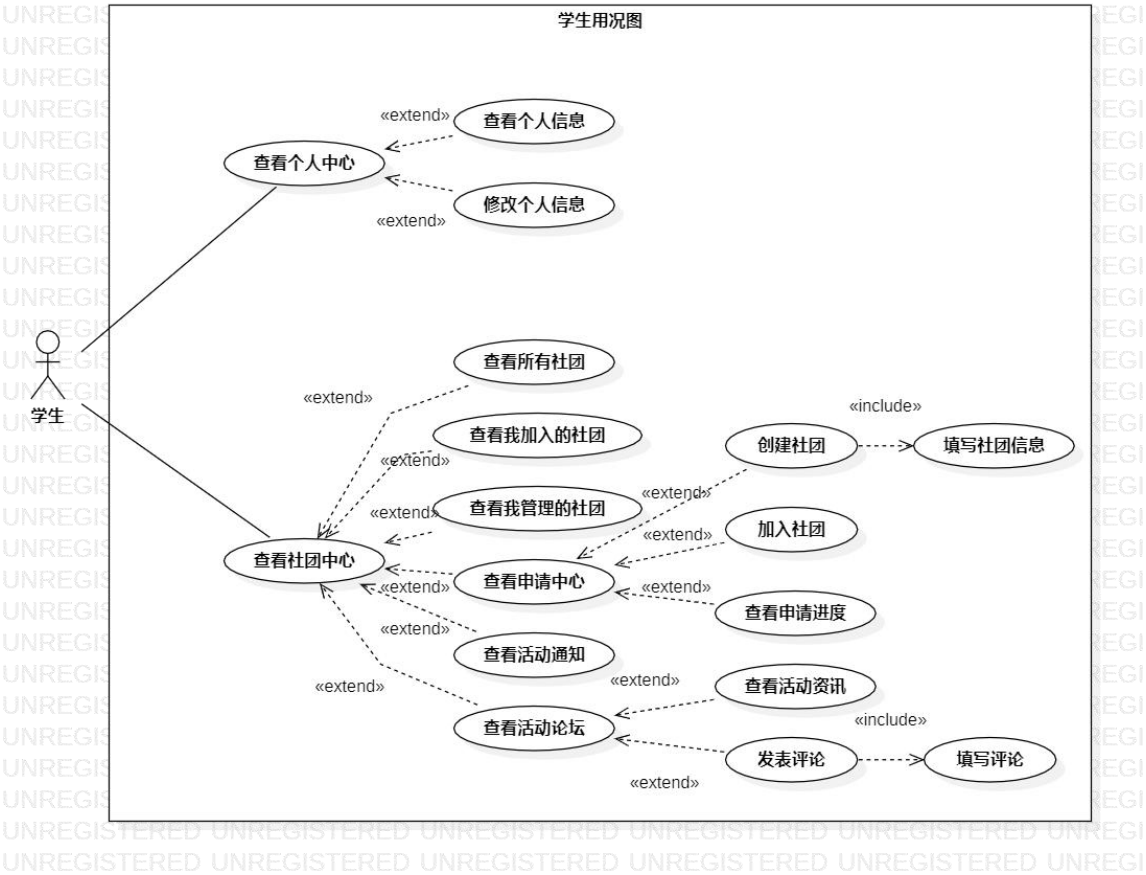 学生用况图
«extend»
查看个人信息
查看个人中心
修改个人信息
«extend»
查看所有社团
«extend»
学生
«include»
查看我加入的社团
创建社团
填写社团信息
«extend»
«extend»
查看我管理的社团
«extend»
加入社团
«extend»
查看社团中心
查看申请中心
«extend»
«extend»
查看申请进度
«extend»
查看活动通知
«extend»
«extend»
查看活动资讯
«include»
查看活动论坛
发表评论
填写评论
«extend»
UNREGISTERED UNREGISTERED UNREGISTERED UNREGISTERED UNREGISTERED UNREGI
UNREGISTERED UNREGISTERED UNREGISTERED UNREGISTERED UNREGISTERED UNREGI